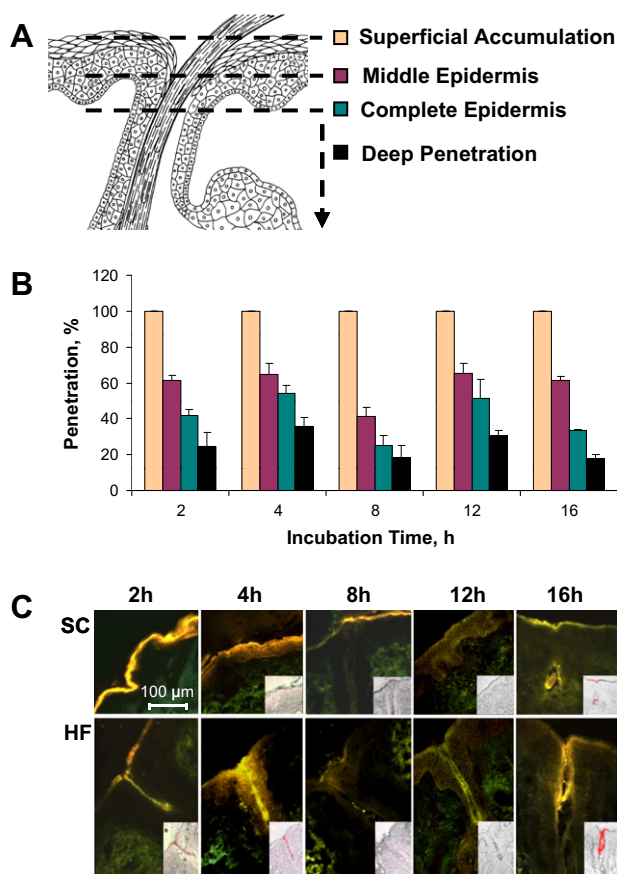 A
Superficial Accumulation
Middle Epidermis
Complete Epidermis
Deep Penetration
B
Penetration, %
120
100
80
60
40
20
0
2 4 8 12 16
Incubation Time, h
C
2h 4h 8h 12h 16h
SC
100 µm
HF